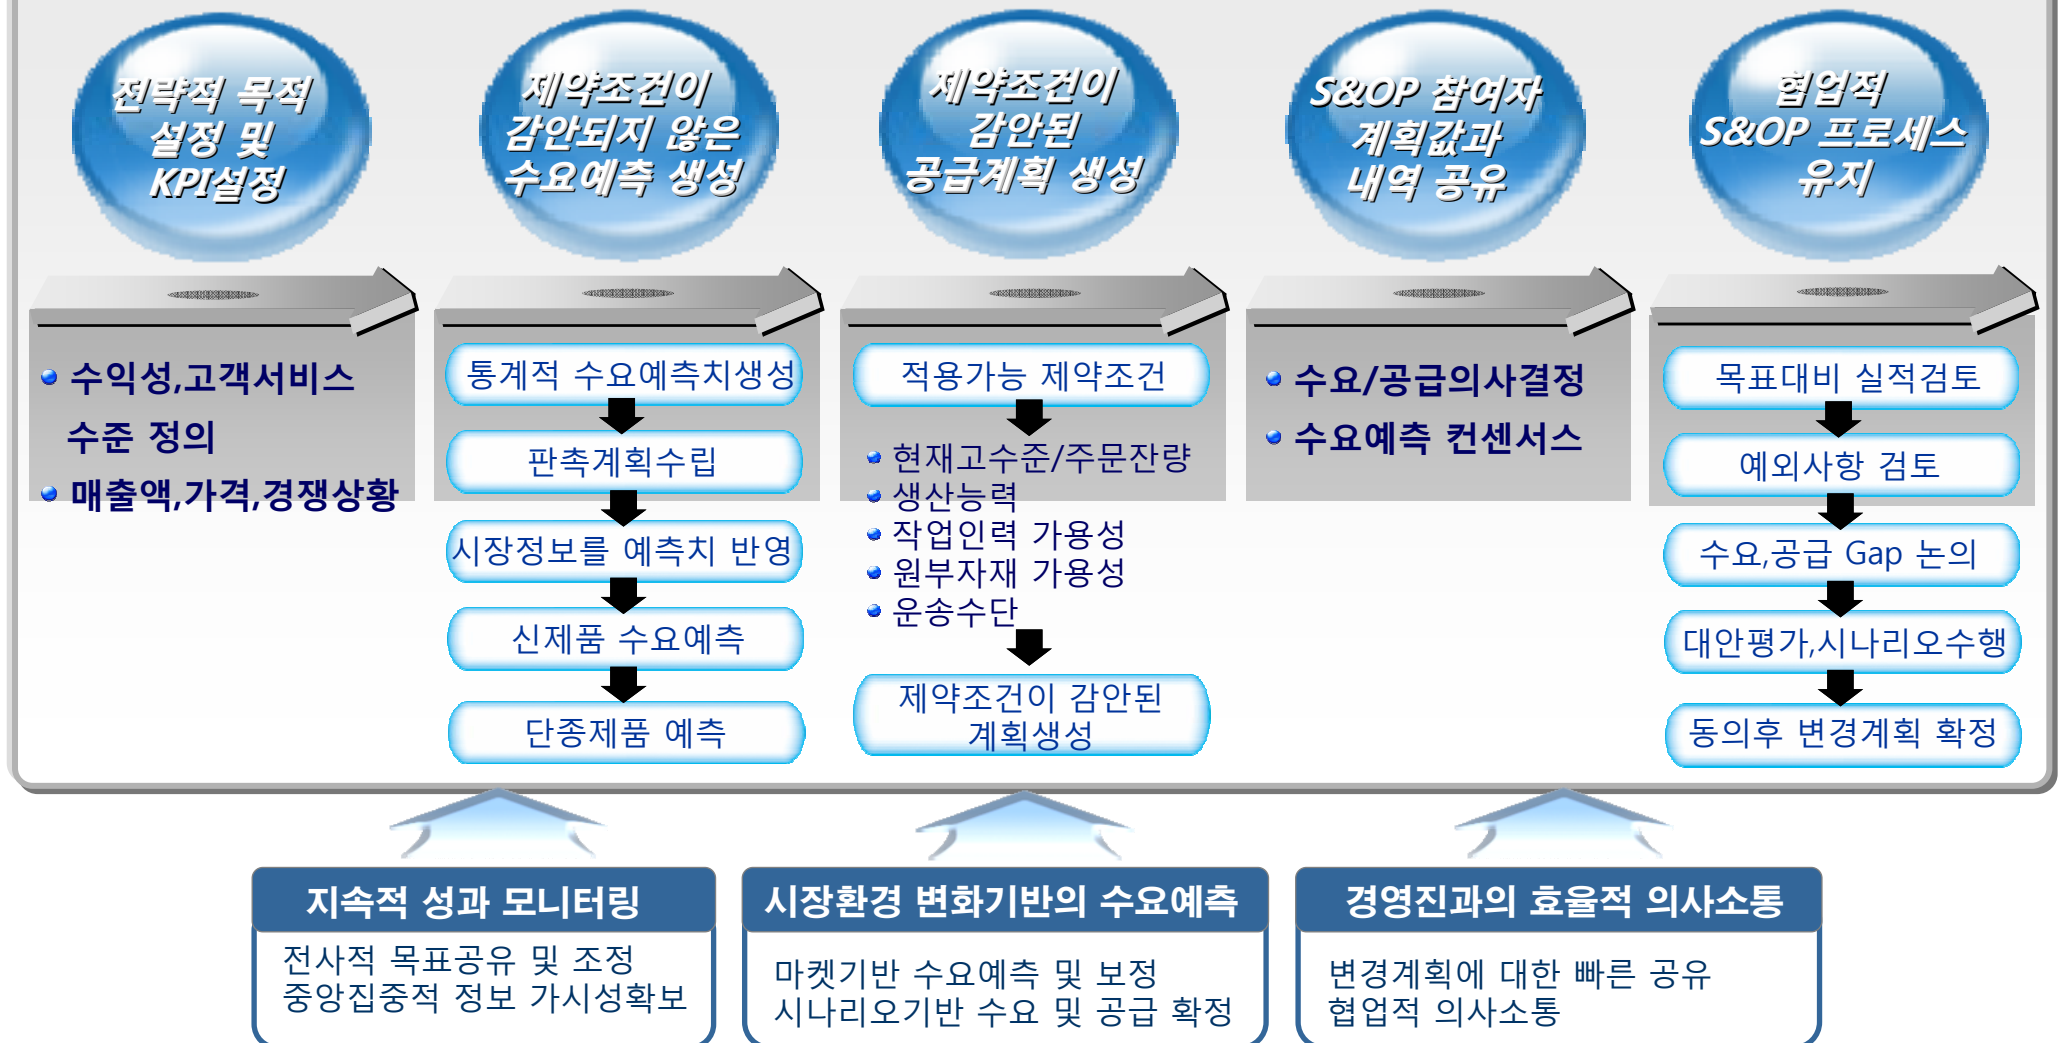 전략적 목적
설정 및
KPI설정
제약조건이
감안되지 않은
수요예측 생성
제약조건이
감안된
공급계획 생성
S&OP 참여자
계획값과
내역 공유
협업적
S&OP 프로세스
유지
수익성,고객서비스
수준 정의
매출액,가격,경쟁상황
통계적 수요예측치생성
판촉계획수립
시장정보를 예측치 반영
신제품 수요예측
단종제품 예측
적용가능 제약조건
현재고수준/주문잔량
생산능력
작업인력 가용성
원부자재 가용성
운송수단
제약조건이 감안된
계획생성
수요/공급의사결정
수요예측 컨센서스
목표대비 실적검토
예외사항 검토
수요,공급 Gap 논의
대안평가,시나리오수행
동의후 변경계획 확정
지속적 성과 모니터링
전사적 목표공유 및 조정
중앙집중적 정보 가시성확보
시장환경 변화기반의 수요예측
마켓기반 수요예측 및 보정
시나리오기반 수요 및 공급 확정
경영진과의 효율적 의사소통
변경계획에 대한 빠른 공유
협업적 의사소통